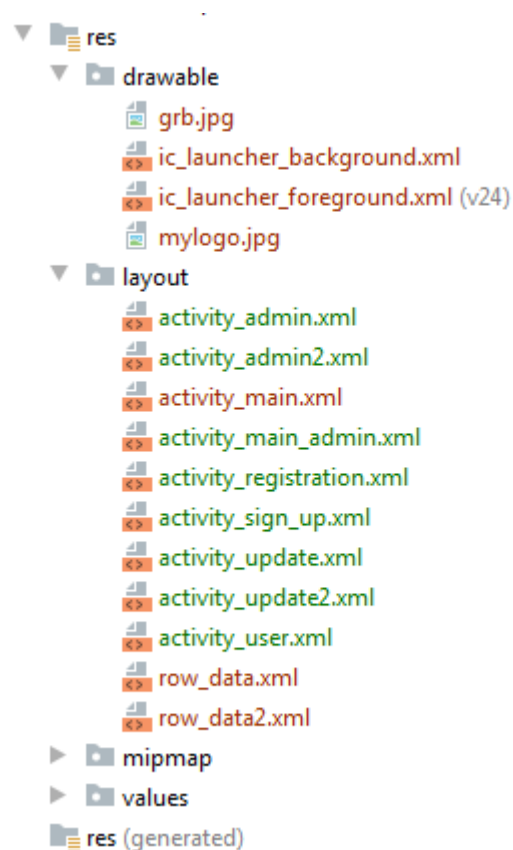 res
drawable
grb.jpg
ic_launcher_background.xml
ic_launcher_foreground.xml (v24)
mylogo.jpg
layout
activity_admin.xml
activity_admin2.xml
activity_main.xml
activity_main_admin.xml
activity_registration.xml
activity_sign_up.xml
activity_update.xml
activity_update2.xml
activity_user.xml
row_data.xml
row_data2.xml
mipmap
values
res (generated)